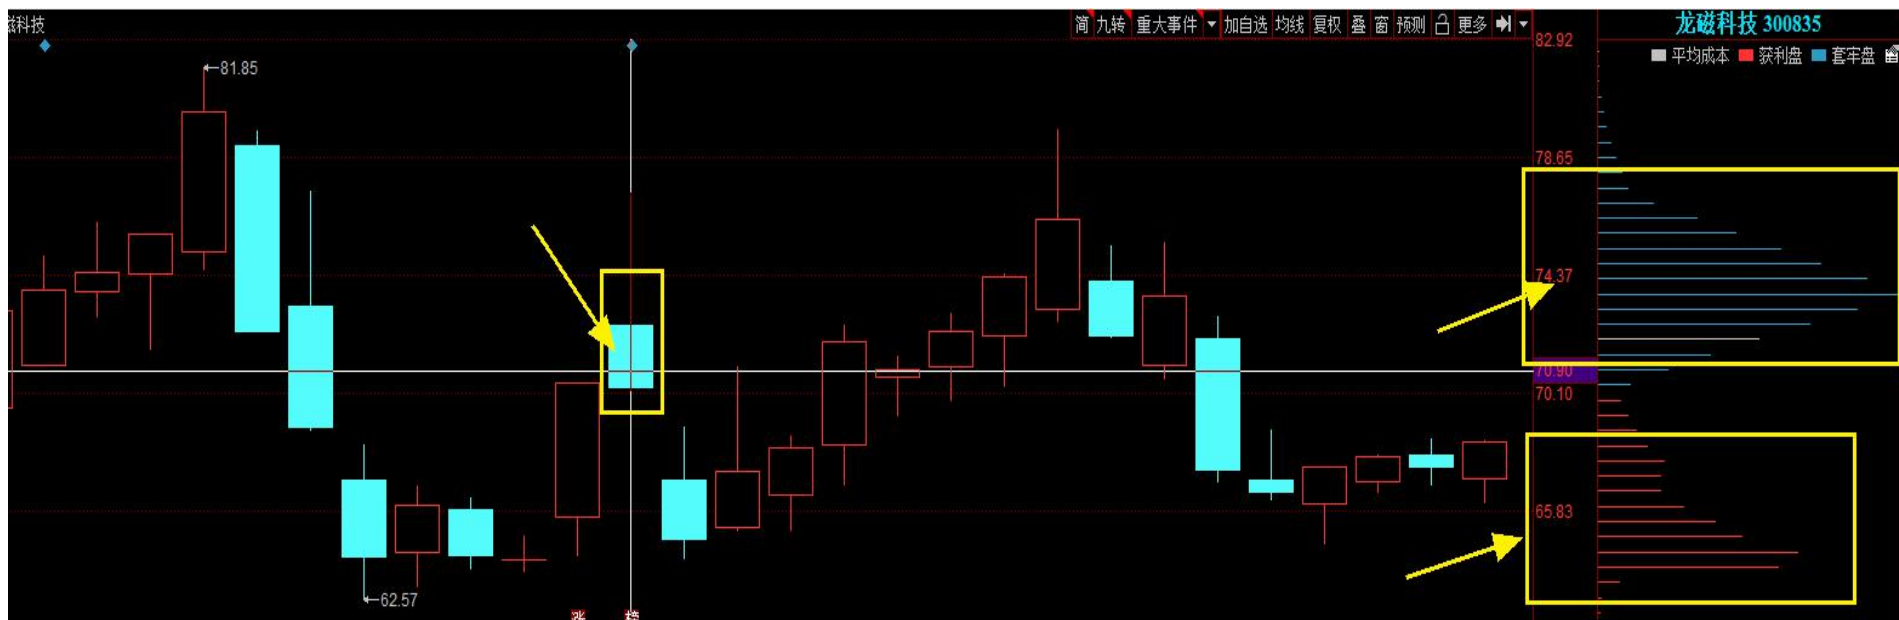 磁科技
简 九转 重大事件 加自选 均线 复权 叠 窗 预测 更多
龙磁科技 300835
平均成本 获利盘 套牢盘
82.92
←81.85
78.65
74.37
70.90
70.10
65.83
←62.57
涨 榜